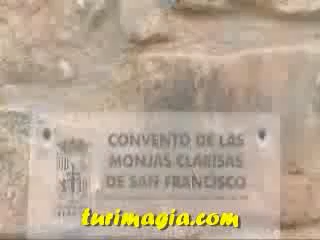 CONVENTO DE LAS
MONJAS CLARISAS
DE SAN FRANCISCO
turimagia.com